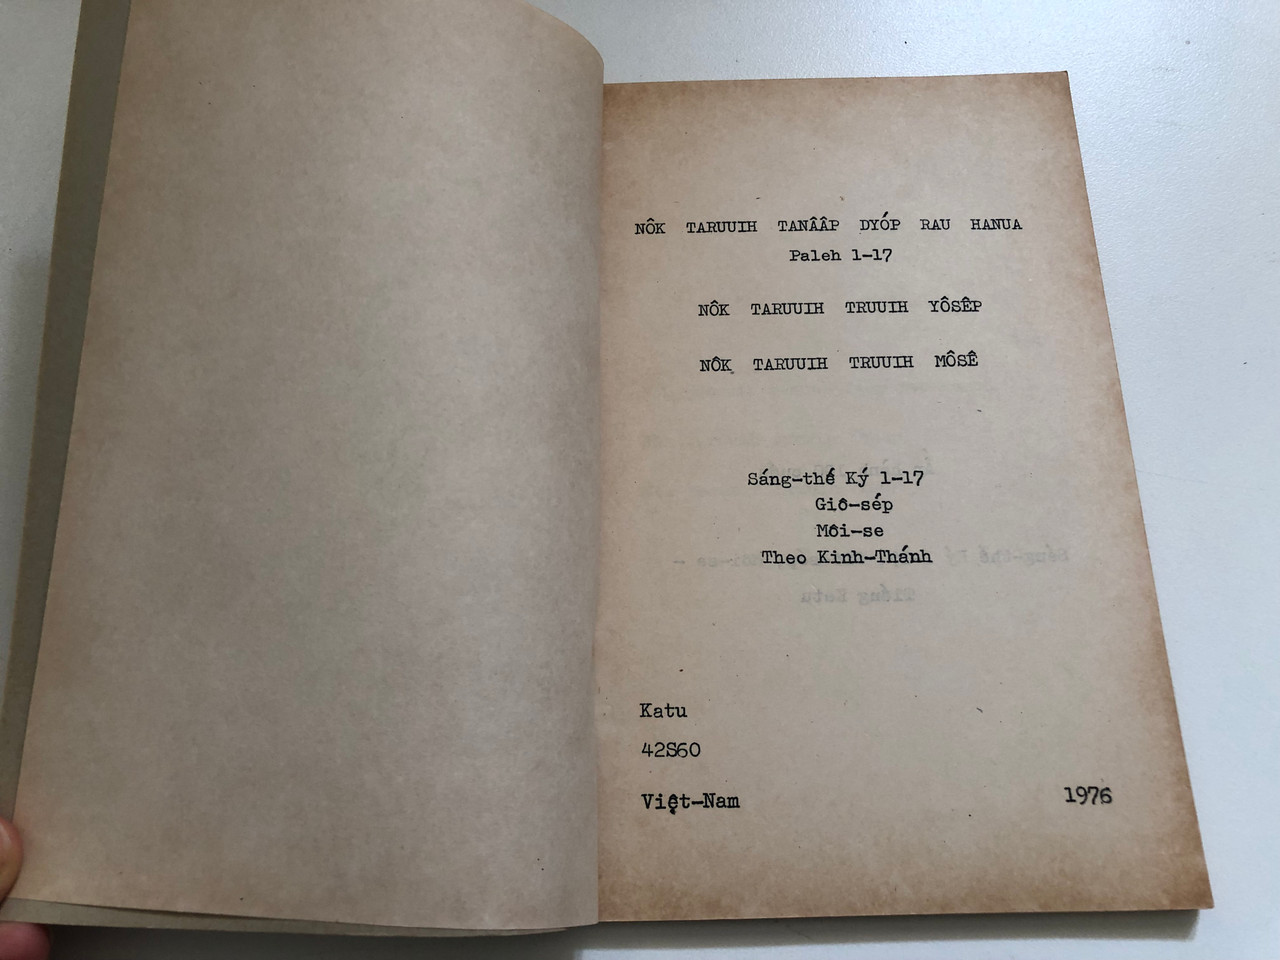 NÔK TARUUIH TANÂÂP DYÓP RAU HANUA
Paleh 1-17
NÔK TARUUIH TRUUIH YÔSÊP
NÔK TARUUIH TRUUIH MÔSÊ
Sáng-thế Ký 1-17
Giô-sép
Môi-se
Theo Kinh-Thánh
Katu
42S60
Việt-Nam
1976